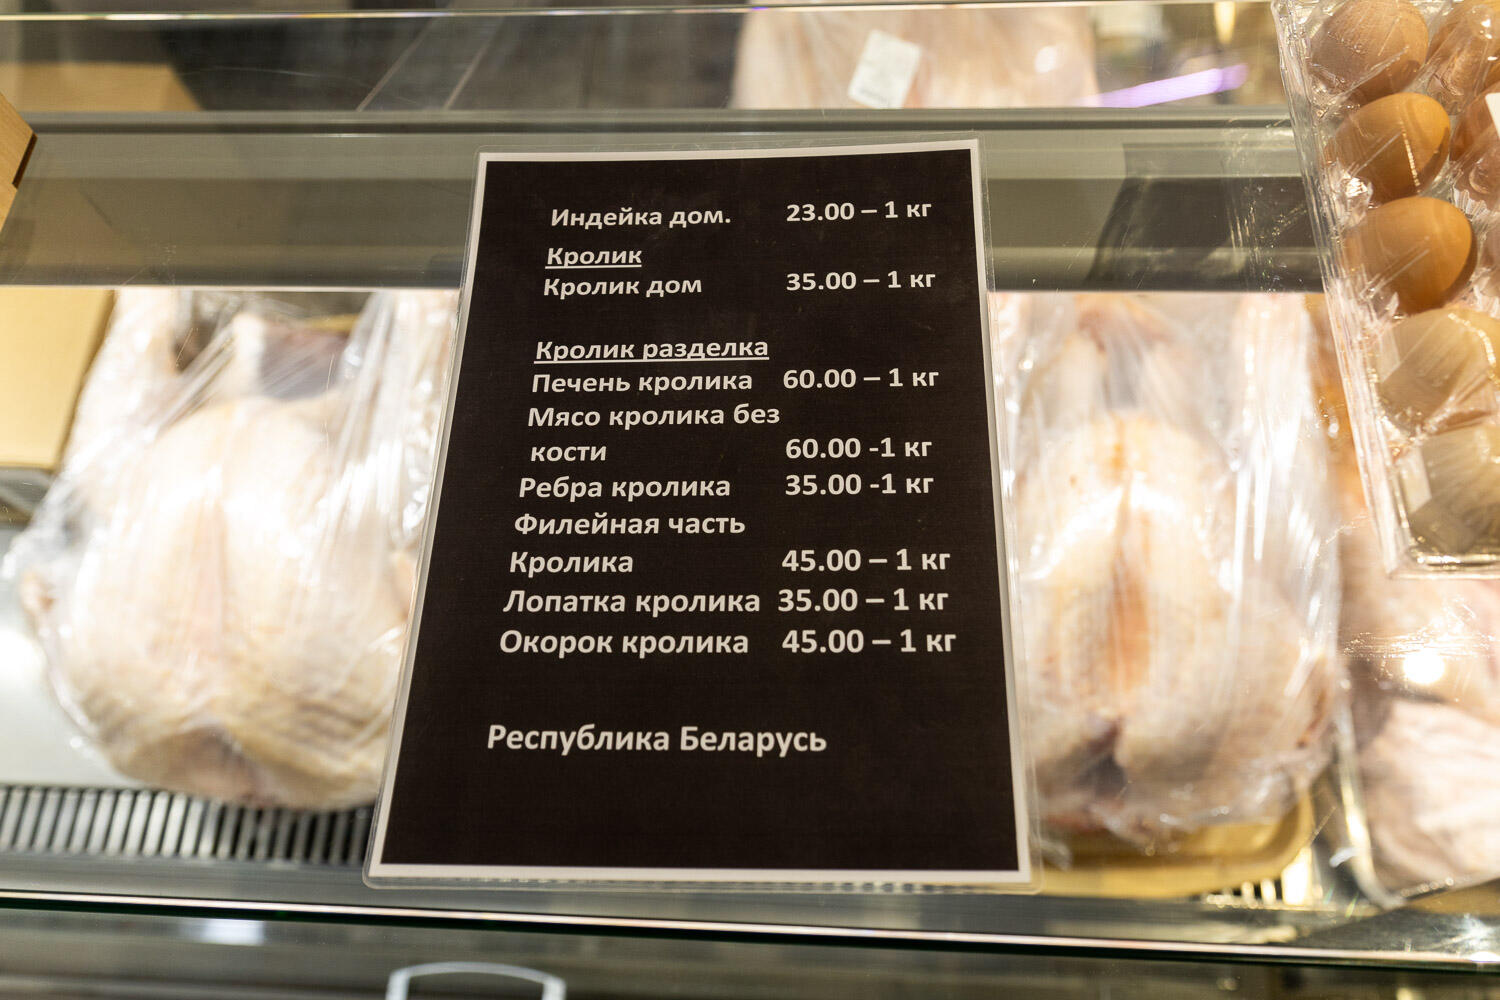 Индейка дом. 23.00 – 1 кг
Кролик
Кролик дом 35.00 – 1 кг
Кролик разделка
Печень кролика 60.00 – 1 кг
Мясо кролика без
кости 60.00 -1 кг
Ребра кролика 35.00 -1 кг
Филейная часть
Кролика 45.00 – 1 кг
Лопатка кролика 35.00 – 1 кг
Окорок кролика 45.00 – 1 кг
Республика Беларусь